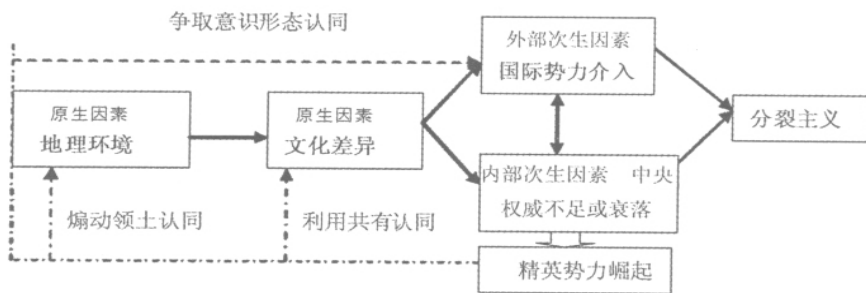 争取意识形态认同
外部次生因素
国际势力介入
原生因素
地理环境
原生因素
文化差异
分裂主义
内部次生因素 中央
权威不足或衰落
煽动领土认同
利用共有认同
精英势力崛起